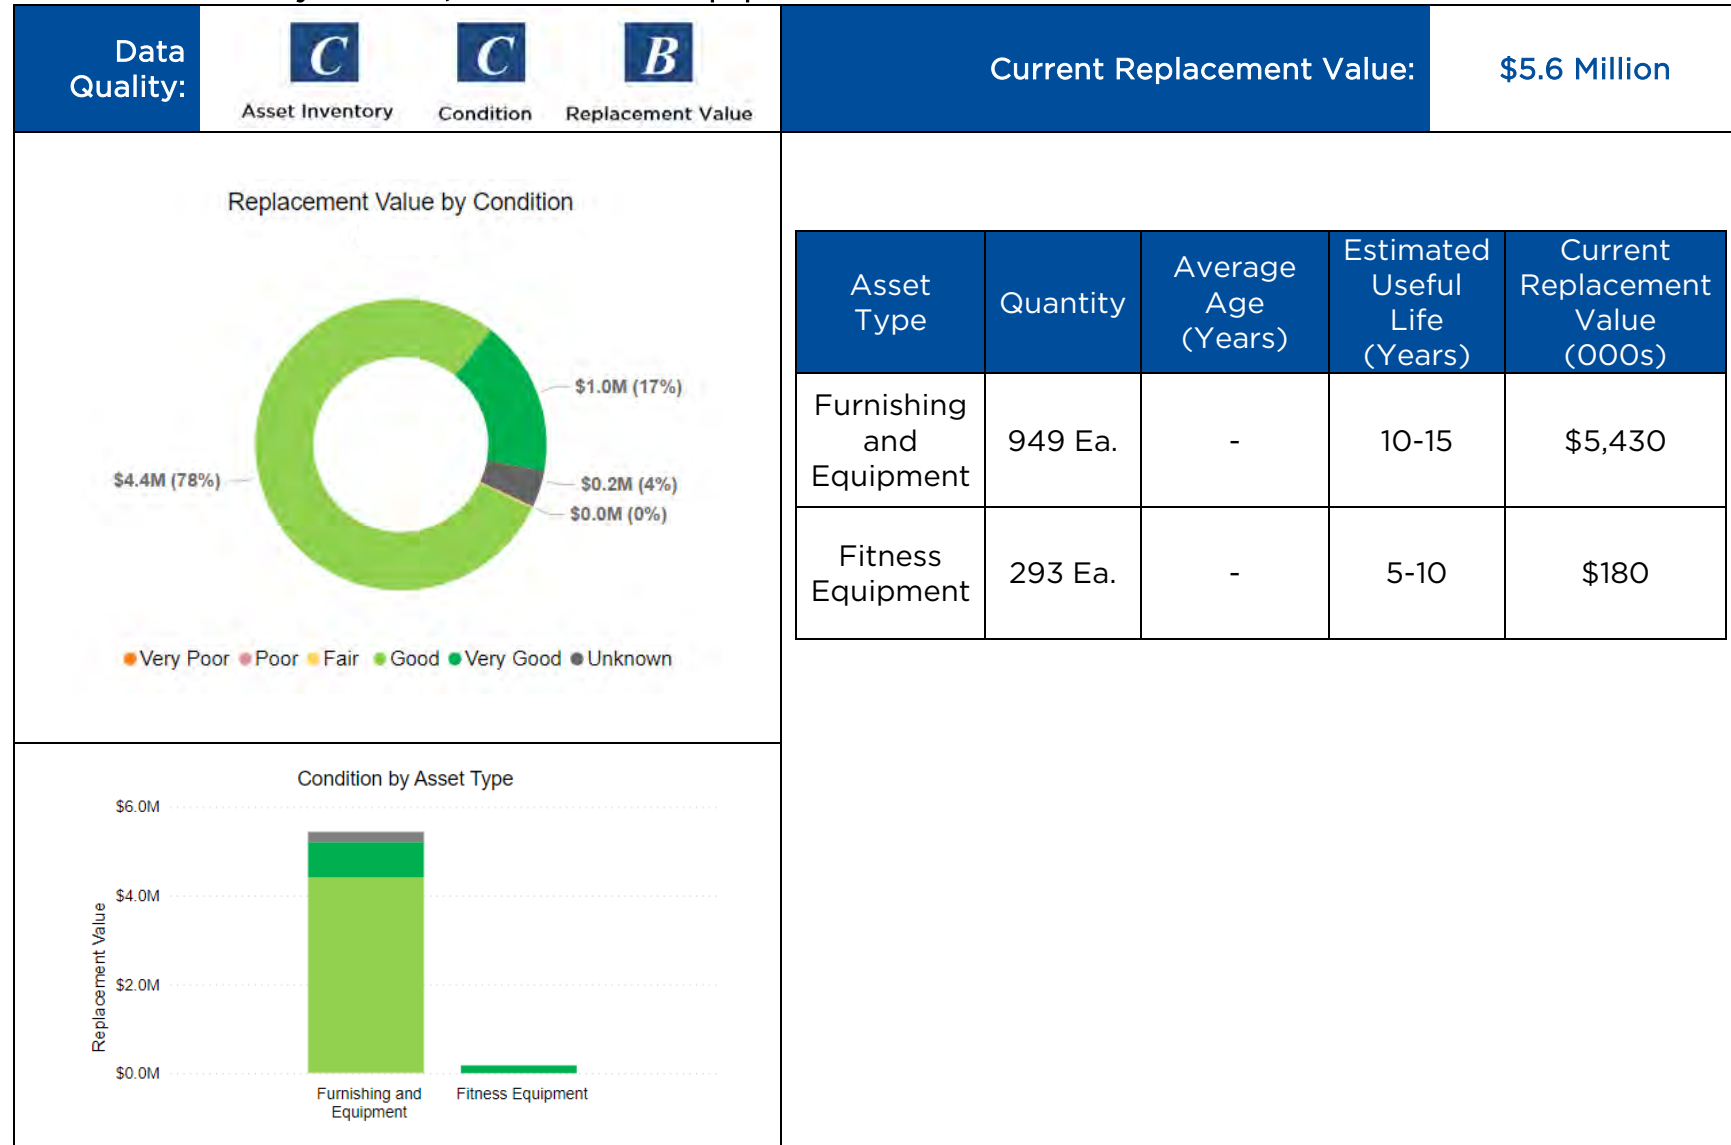 Data
Quality:
C
C
B
Asset Inventory
Condition
Replacement Value
Current Replacement Value:
$5.6 Million
Replacement Value by Condition
$1.0M (17%)
$4.4M (78%)
$0.2M (4%)
$0.0M (0%)
Very Poor Poor Fair Good Very Good Unknown
Asset
Type
Quantity
Average
Age
(Years)
Estimated
Useful
Life
(Years)
Current
Replacement
Value
(000s)
Furnishing
and
Equipment
949 Ea.
-
10-15
$5,430
Fitness
Equipment
293 Ea.
-
5-10
$180
Condition by Asset Type
Replacement Value
$6.0M
$4.0M
$2.0M
$0.0M
Furnishing and
Equipment
Fitness Equipment